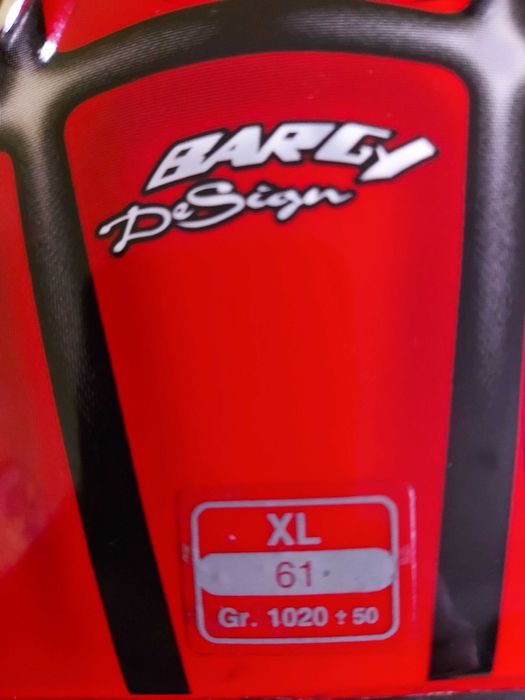 BARGY
DeSign
XL
61
Gr. 1020 ± 50